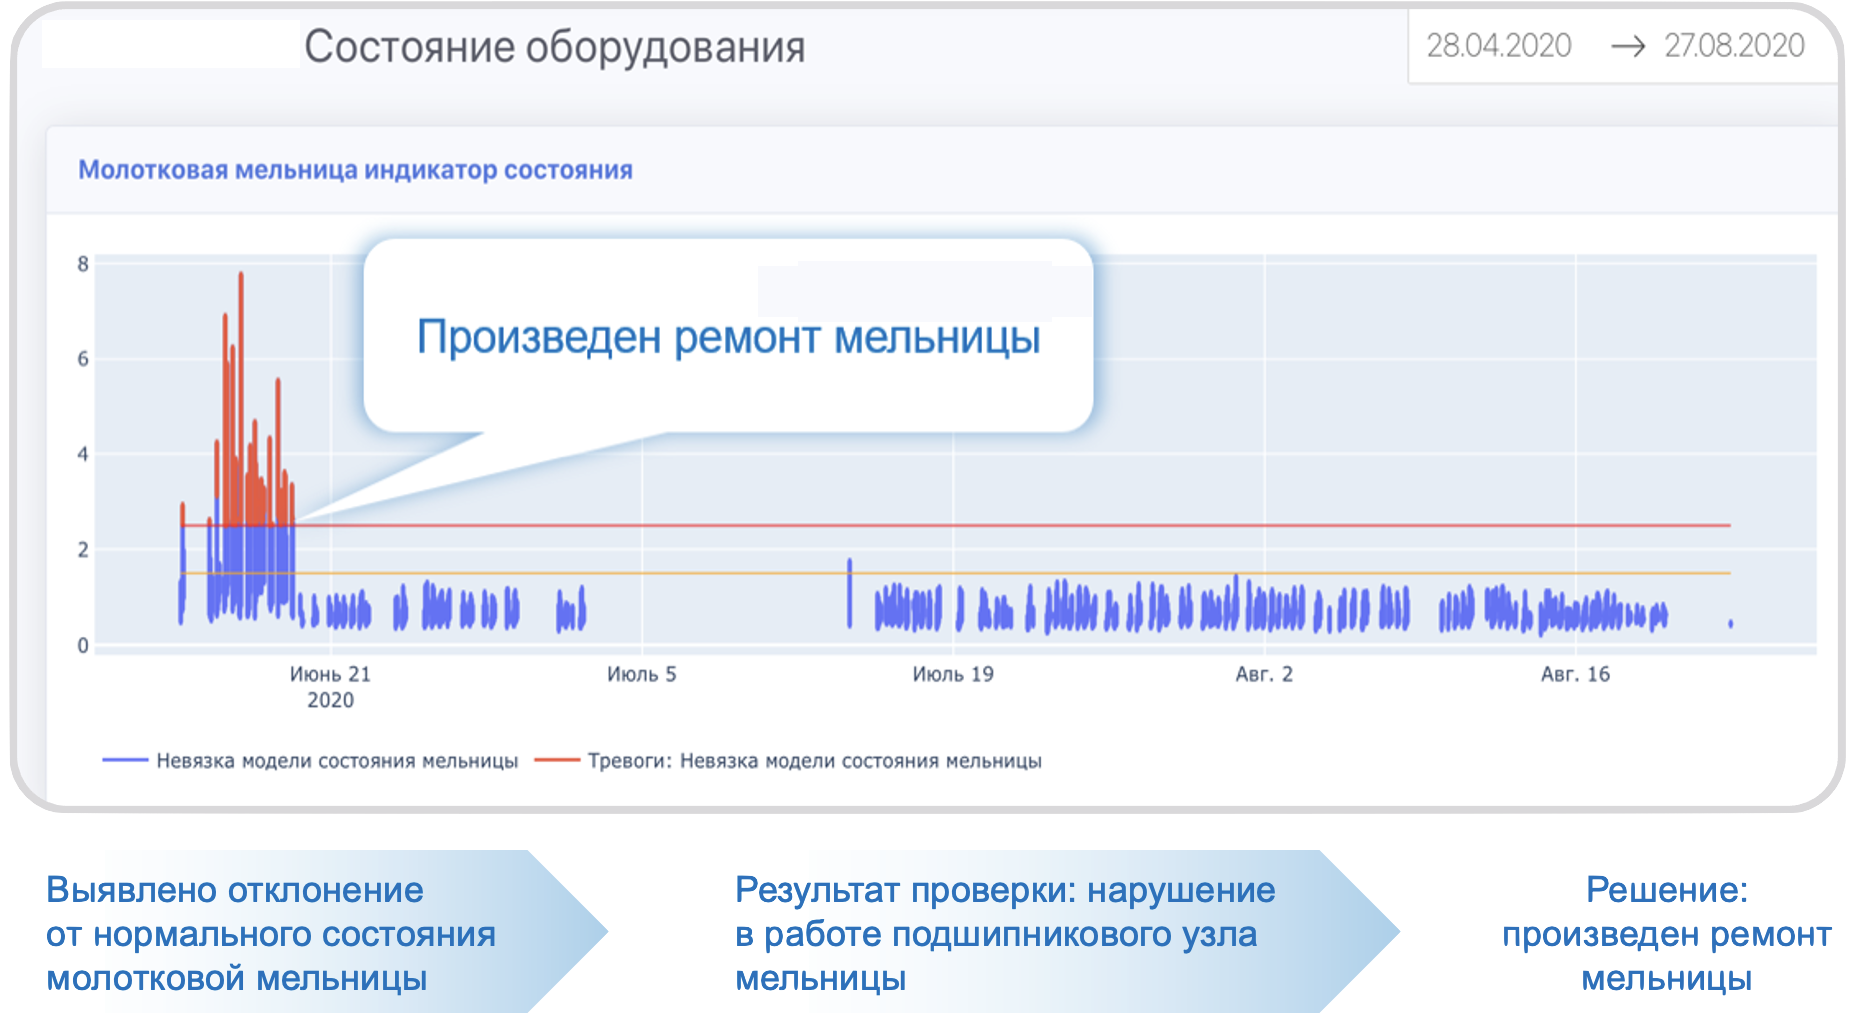 Состояние оборудования
28.04.2020 → 27.08.2020
Молотковая мельница индикатор состояния
Произведен ремонт мельницы
8
6
4
2
0
Июнь 21
2020
Июль 5
Июль 19
Авг. 2
Авг. 16
Невязка модели состояния мельницы
Тревоги: Невязка модели состояния мельницы
Выявлено отклонение
от нормального состояния
молотковой мельницы
Результат проверки: нарушение
в работе подшипникового узла
мельницы
Решение:
произведен ремонт
мельницы